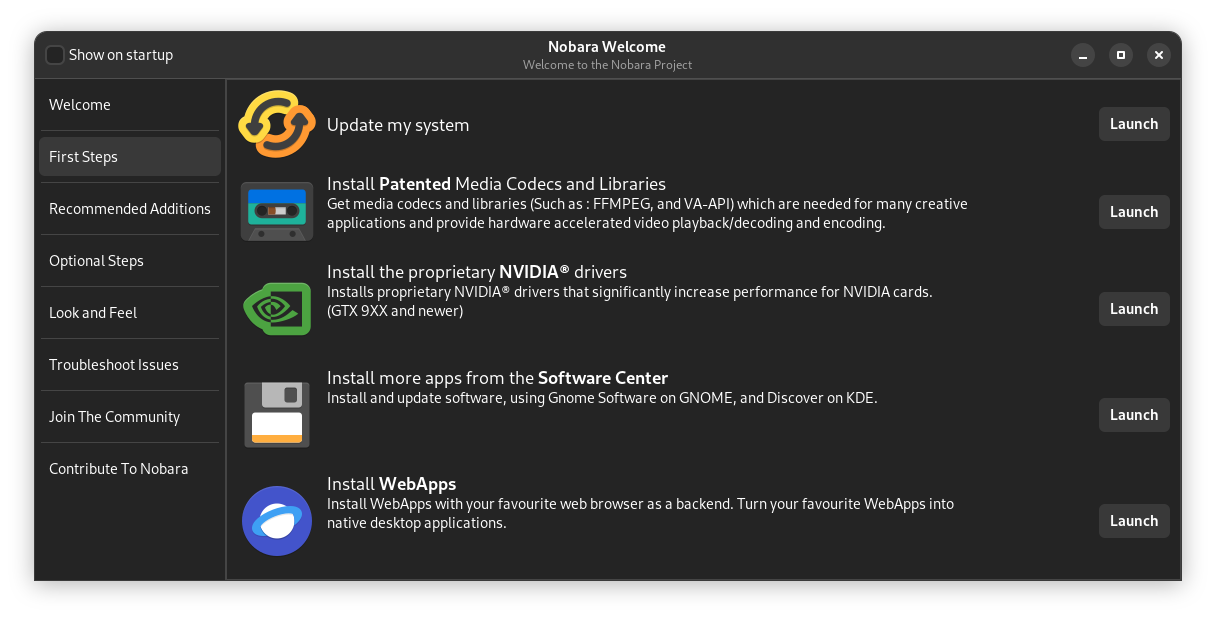 Show on startup
Nobara Welcome
Welcome to the Nobara Project
Welcome
First Steps
Recommended Additions
Optional Steps
Look and Feel
Troubleshoot Issues
Join The Community
Contribute To Nobara
Update my system
Launch
Install Patented Media Codecs and Libraries
Get media codecs and libraries (Such as : FFMPEG, and VA-API) which are needed for many creative
applications and provide hardware accelerated video playback/decoding and encoding.
Launch
Install the proprietary NVIDIA® drivers
Installs proprietary NVIDIA® drivers that significantly increase performance for NVIDIA cards.
(GTX 9XX and newer)
Launch
Install more apps from the Software Center
Install and update software, using Gnome Software on GNOME, and Discover on KDE.
Launch
Install WebApps
Install WebApps with your favourite web browser as a backend. Turn your favourite WebApps into
native desktop applications.
Launch